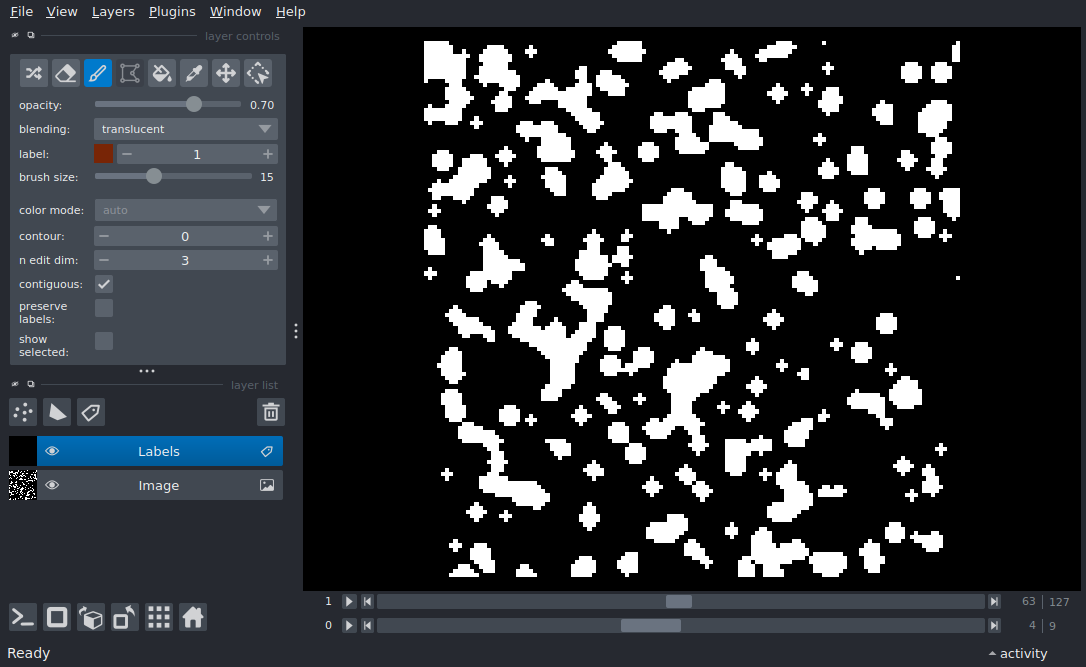 File View Layers Plugins Window Help
layer controls
opacity: 0.70
blending: translucent
label: 1
brush size: 15
color mode: auto
contour: 0
n edit dim: 3
contiguous:
preserve
labels:
show
selected:
layer list
Labels
Image
1 63 127
0 4 9
Ready activity